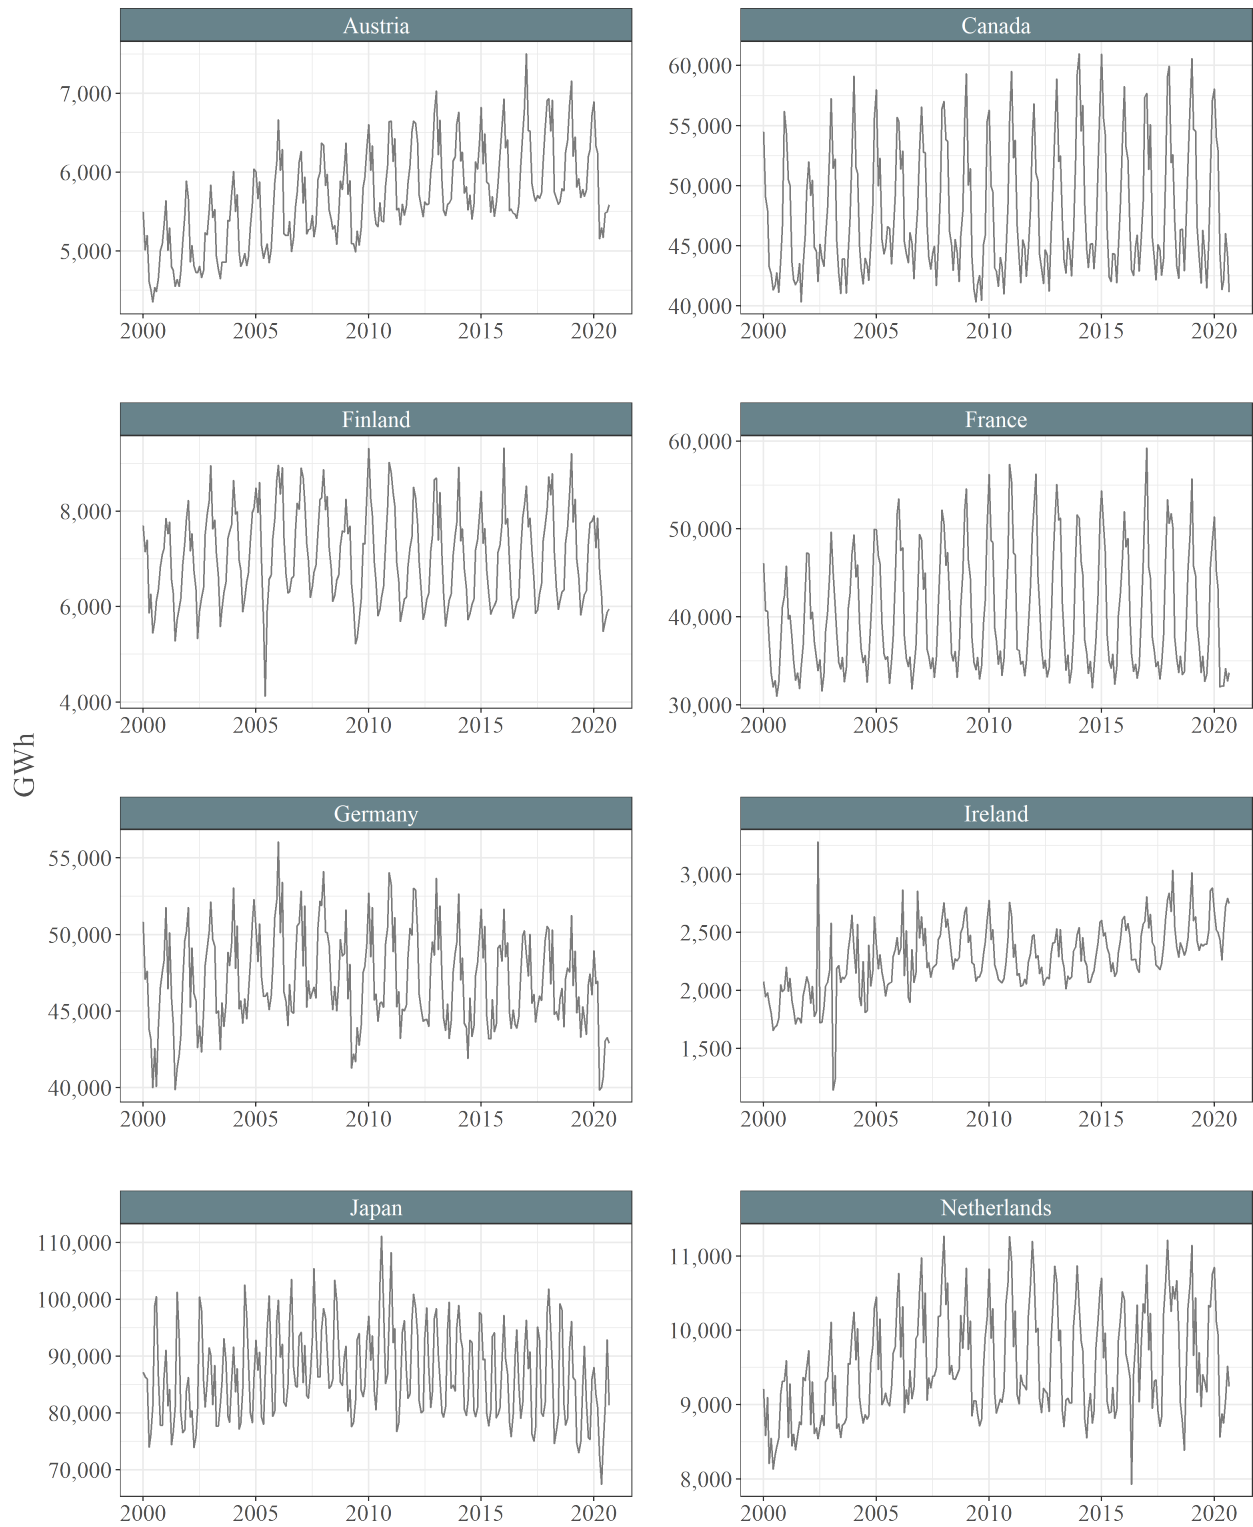 Austria
Canada
7,000
6,000
5,000
60,000
55,000
50,000
45,000
40,000
2000 2005 2010 2015 2020
2000 2005 2010 2015 2020
Finland
France
8,000
6,000
4,000
60,000
50,000
40,000
30,000
2000 2005 2010 2015 2020
2000 2005 2010 2015 2020
GWh
Germany
Ireland
55,000
50,000
45,000
40,000
3,000
2,500
2,000
1,500
2000 2005 2010 2015 2020
2000 2005 2010 2015 2020
Japan
Netherlands
110,000
100,000
90,000
80,000
70,000
11,000
10,000
9,000
8,000
2000 2005 2010 2015 2020
2000 2005 2010 2015 2020